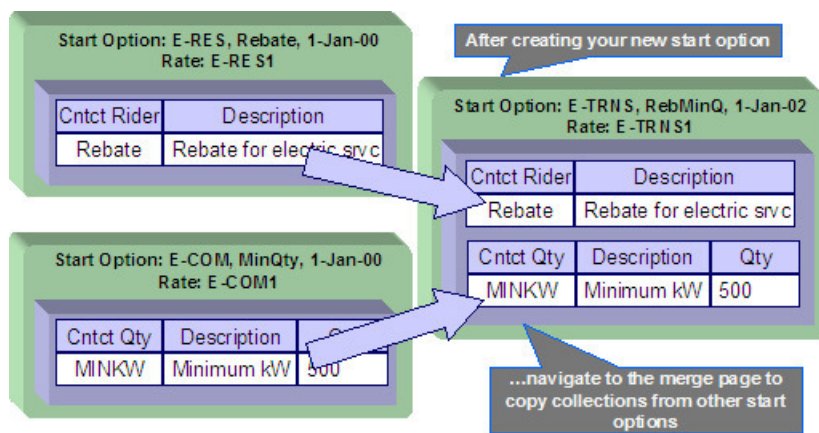 Start Option: E-RES, Rebate, 1-Jan-00
Rate: E-RES1
Cntct Rider Description
Rebate Rebate for electric srvc
Start Option: E-COM, MinQty, 1-Jan-00
Rate: E-COM1
Cntct Qty Description
MINKW Minimum kW 500
After creating your new start option
Start Option: E-TRNS, RebMinQ, 1-Jan-02
Rate: E-TRNS1
Cntct Rider Description
Rebate Rebate for electric srvc
Cntct Qty Description Qty
MINKW Minimum kW 500
...navigate to the merge page to
copy collections from other start
options